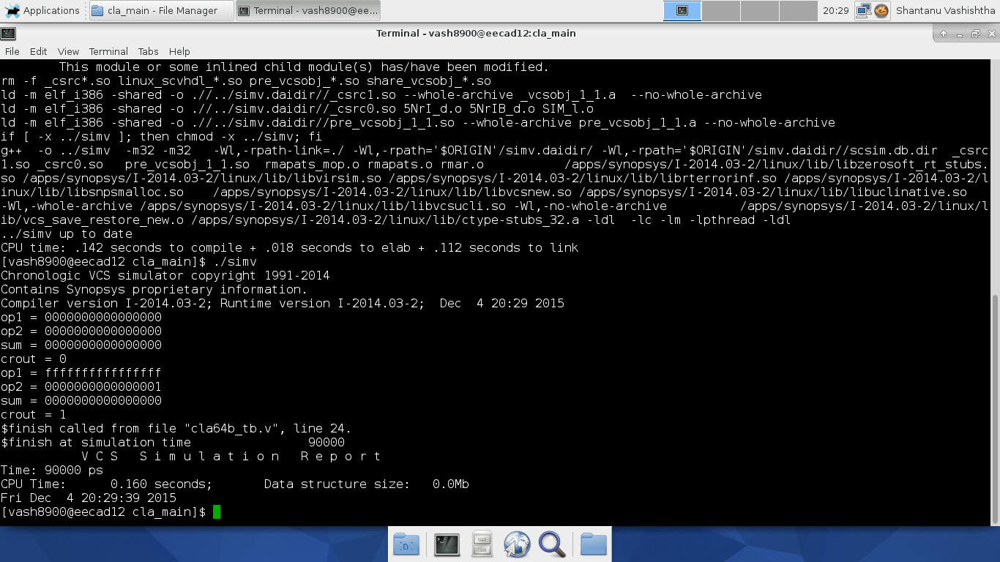 Applications cla_main - File Manager Terminal - vash8900@ee... 20:29 Shantanu Vashishtha
Terminal - vash8900@eecad12:cla_main
File Edit View Terminal Tabs Help
This module or some inlined child module(s) has/have been modified.
rm -f _csrc*.so linux_scvhdl_*.so pre_vcsobj_*.so share_vcsobj_*.so
ld -m elf_i386 -shared -o .//../simv.daidir//_csrc1.so --whole-archive _vcsobj_1_1.a  --no-whole-archive
ld -m elf_i386 -shared -o .//../simv.daidir//_csrc0.so 5NrI_d.o 5NrIB_d.o SIM_l.o
ld -m elf_i386 -shared -o .//../simv.daidir//pre_vcsobj_1_1.so --whole-archive pre_vcsobj_1_1.a --no-whole-archive
if [ -x ../simv ]; then chmod -x ../simv; fi
g++  -o ../simv  -m32 -m32   -Wl,-rpath-link=./ -Wl,-rpath='$ORIGIN'/simv.daidir/ -Wl,-rpath='$ORIGIN'/simv.daidir//scsim.db.dir  _csrc
1.so _csrc0.so   pre_vcsobj_1_1.so  rmapats_mop.o rmapats.o rmar.o           /apps/synopsys/I-2014.03-2/linux/lib/libzerosoft_rt_stubs.
so /apps/synopsys/I-2014.03-2/linux/lib/libvirsim.so /apps/synopsys/I-2014.03-2/linux/lib/librterrorinf.so /apps/synopsys/I-2014.03-2/l
inux/lib/libsnpsmalloc.so    /apps/synopsys/I-2014.03-2/linux/lib/libvcsnew.so /apps/synopsys/I-2014.03-2/linux/lib/libuclinative.so
-Wl,-whole-archive /apps/synopsys/I-2014.03-2/linux/lib/libvcsucli.so -Wl,-no-whole-archive          /apps/synopsys/I-2014.03-2/linux/l
ib/vcs_save_restore_new.o /apps/synopsys/I-2014.03-2/linux/lib/ctype-stubs_32.a -ldl  -lc -lm -lpthread -ldl
../simv up to date
CPU time: .142 seconds to compile + .018 seconds to elab + .112 seconds to link
[vash8900@eecad12 cla_main]$ ./simv
Chronologic VCS simulator copyright 1991-2014
Contains Synopsys proprietary information.
Compiler version I-2014.03-2; Runtime version I-2014.03-2;  Dec  4 20:29 2015
op1 = 0000000000000000
op2 = 0000000000000000
sum = 0000000000000000
crout = 0
op1 = ffffffffffffffff
op2 = 0000000000000001
sum = 0000000000000000
crout = 1
$finish called from file "cla64b_tb.v", line 24.
$finish at simulation time                90000
V C S   S i m u l a t i o n   R e p o r t
Time: 90000 ps
CPU Time:      0.160 seconds;       Data structure size:   0.0Mb
Fri Dec  4 20:29:39 2015
[vash8900@eecad12 cla_main]$